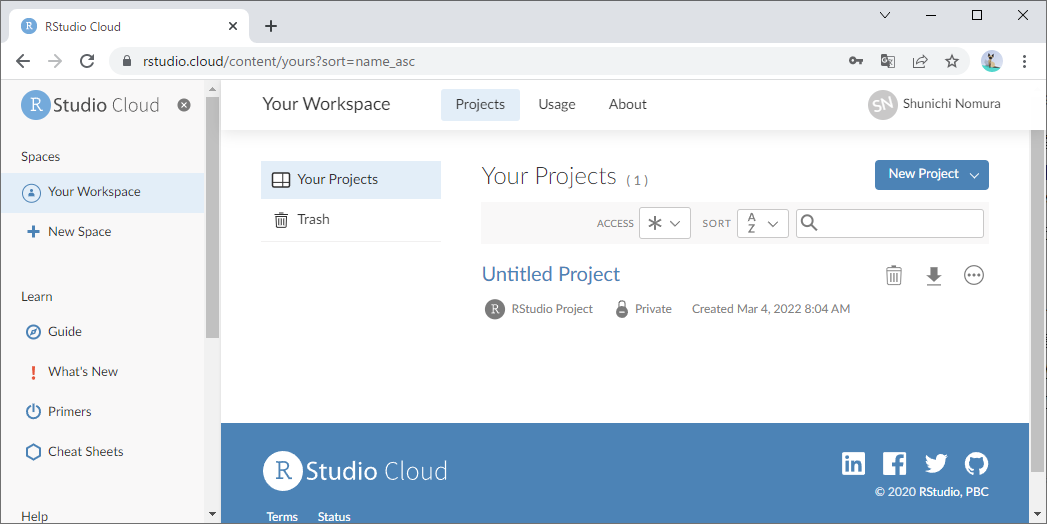 RStudio Cloud
rstudio.cloud/content/yours?sort=name_asc
R Studio Cloud
Spaces
Your Workspace
New Space
Learn
Guide
What's New
Primers
Cheat Sheets
Help
Your Workspace
Projects
Usage
About
SN Shunichi Nomura
Your Projects
Trash
Your Projects (1)
New Project
ACCESS
SORT
A
Z
Untitled Project
R RStudio Project
Private
Created Mar 4, 2022 8:04 AM
R Studio Cloud
© 2020 RStudio, PBC
Terms
Status